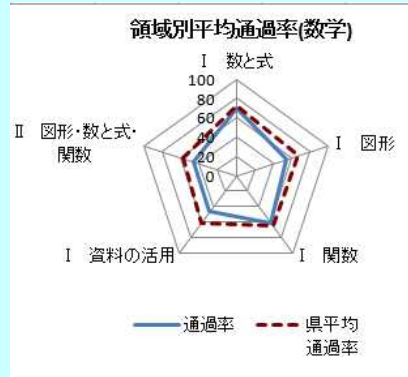 領域別平均通過率(数学)
Ⅰ 数と式
100
80
60
40
20
0
Ⅱ 図形・数と式・
関数
Ⅰ 図形
Ⅰ 資料の活用
Ⅰ 関数
通過率
県平均
通過率